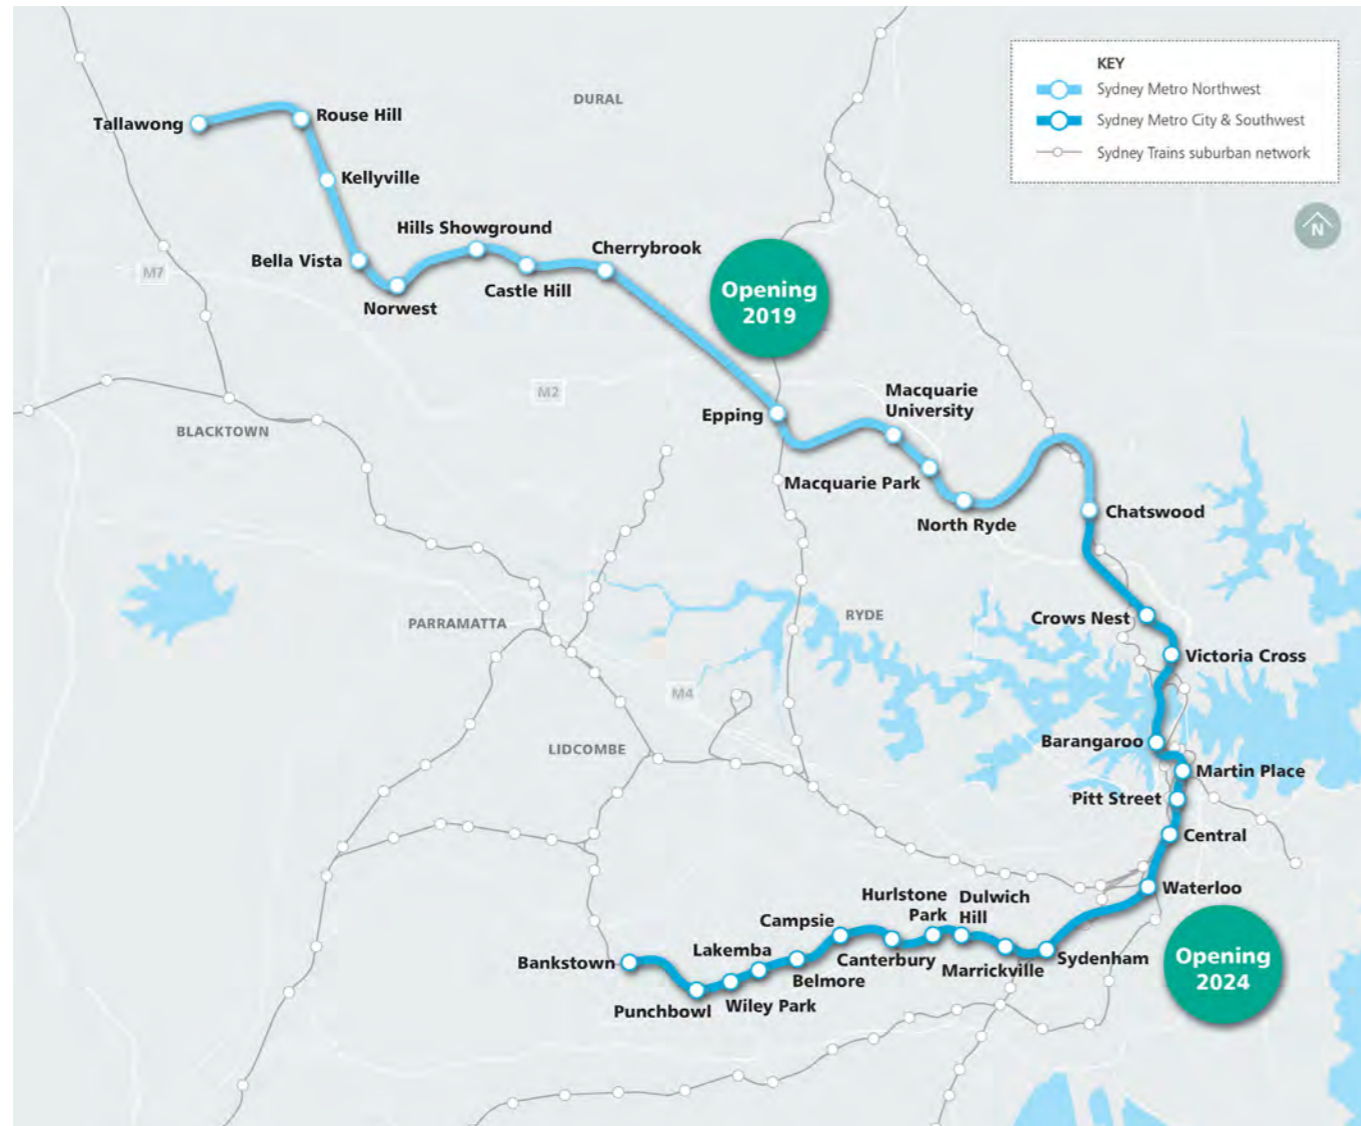 KEY
Sydney Metro Northwest
Sydney Metro City & Southwest
Sydney Trains suburban network
N
DURAL
Tallawong
Rouse Hill
Kellyville
Hills Showground
Bella Vista
Cherrybrook
M7
Castle Hill
Norwest
Opening
2019
M2
Macquarie
University
Epping
BLACKTOWN
Macquarie Park
North Ryde
Chatswood
PARRAMATTA
RYDE
Crows Nest
Victoria Cross
M4
LIDCOMBE
Barangaroo
Martin Place
Pitt Street
Central
Waterloo
Hurlstone
Park
Dulwich
Hill
Campsie
Lakemba
Canterbury
Bankstown
Belmore
Marrickville
Sydenham
Punchbowl
Wiley Park
Opening
2024